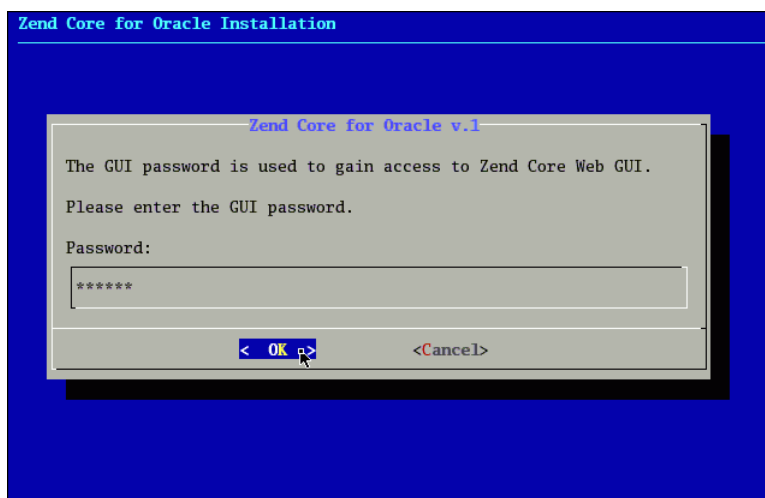 Zend Core for Oracle Installation
Zend Core for Oracle v.1
The GUI password is used to gain access to Zend Core Web GUI.
Please enter the GUI password.
Password:
******
<  OK  > <Cancel>